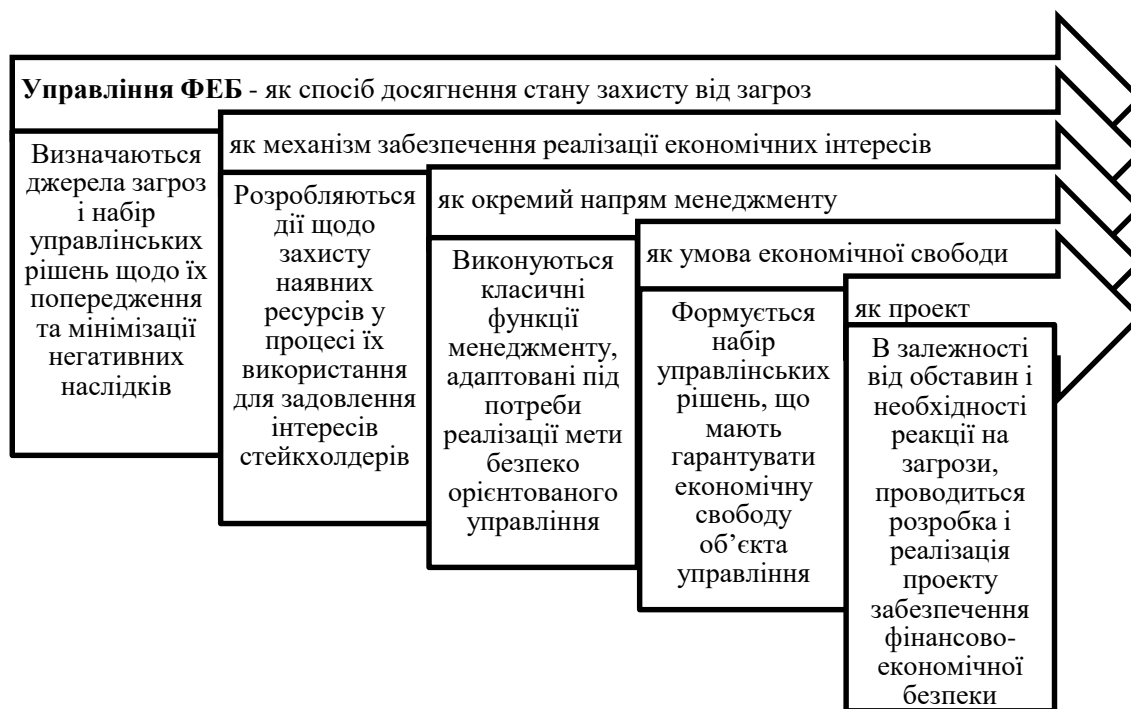 Управління ФЕБ - як спосіб досягнення стану захисту від загроз
Визначаються
джерела загроз
і набір
управлінських
рішень щодо їх
попередження
та мінімізації
негативних
наслідків
як механізм забезпечення реалізації економічних інтересів
Розробляються
дії щодо
захисту
наявних
ресурсів у
процесі їх
використання
для задовлення
інтересів
стейкхолдерів
як окремий напрям менеджменту
Виконуються
класичні
функції
менеджменту,
адаптовані під
потреби
реалізації мети
безпеко
орієнтованого
управління
як умова економічної свободи
Формується
набір
управлінських
рішень, що
мають
гарантувати
економічну
свободу
об’єкта
управління
як проект
В залежності
від обставин і
необхідності
реакції на
загрози,
проводиться
розробка і
реалізація
проекту
забезпечення
фінансово-
економічної
безпеки